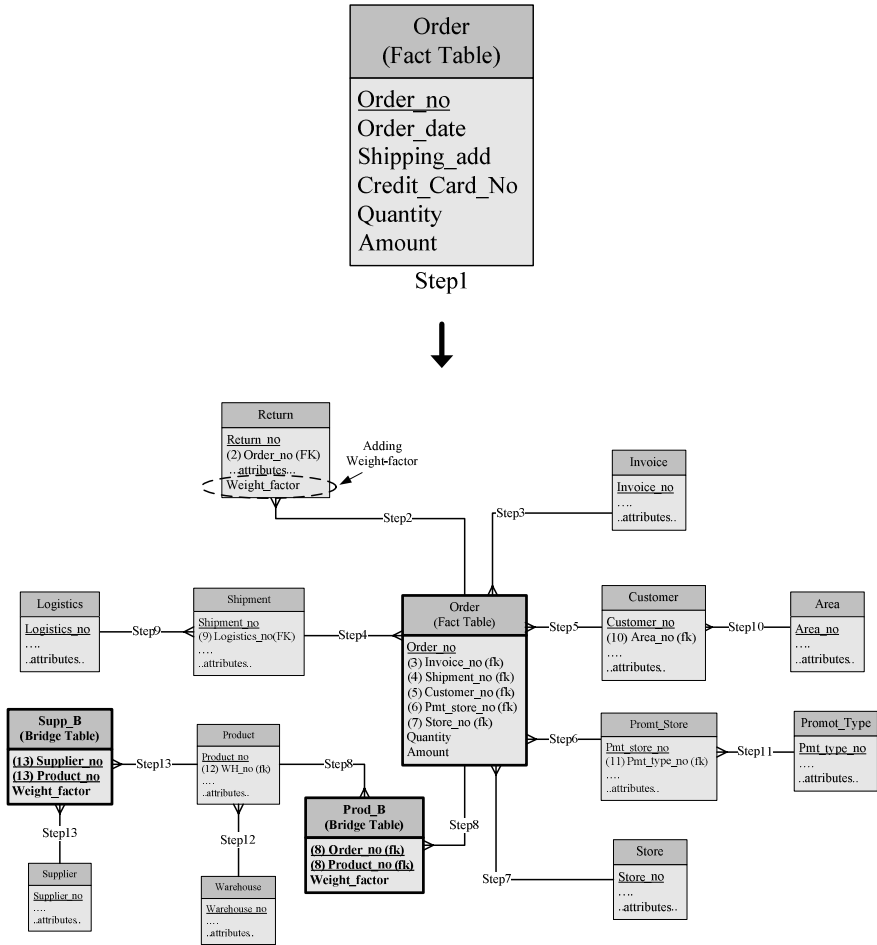 Order
(Fact Table)
Order_no
Order_date
Shipping_add
Credit_Card_No
Quantity
Amount
Step1
Return
Return_no
(2) Order_no (FK)
...attributes...
Weight_factor
Adding
Weight-factor
Step2
Invoice
Invoice_no
....
..attributes..
Step3
Logistics
Logistics_no
....
..attributes..
Step9
Shipment
Shipment_no
(9) Logistics_no(FK)
....
..attributes..
Step4
Order
(Fact Table)
Order_no
(3) Invoice_no (fk)
(4) Shipment_no (fk)
(5) Customer_no (fk)
(6) Pmt_store_no (fk)
(7) Store_no (fk)
Quantity
Amount
Step5
Customer
Customer_no
(10) Area_no (fk)
....
..attributes..
Step10
Area
Area_no
....
..attributes..
Supp_B
(Bridge Table)
(13) Supplier_no
(13) Product_no
Weight_factor
Step13
Product
Product_no
(12) WH_no (fk)
....
..attributes..
Step8
Step6
Promt_Store
Pmt_store_no
(11) Pmt_type_no (fk)
....
..attributes..
Step11
Promot_Type
Pmt_type_no
....
..attributes..
Prod_B
(Bridge Table)
(8) Order_no (fk)
(8) Product_no (fk)
Weight_factor
Step8
Step13
Step12
Supplier
Supplier_no
....
..attributes..
Warehouse
Warehouse_no
....
..attributes..
Step7
Store
Store_no
....
..attributes..